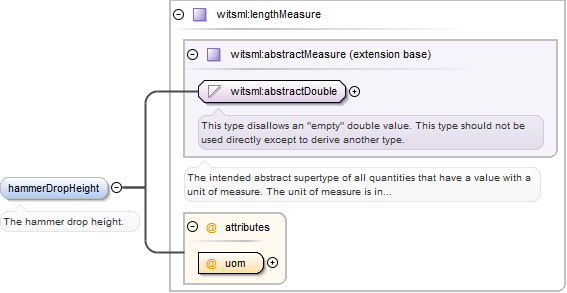 witsml:lengthMeasure
witsml:abstractMeasure (extension base)
witsml:abstractDouble
This type disallows an "empty" double value. This type should not be
used directly except to derive another type.
The intended abstract supertype of all quantities that have a value with a
unit of measure. The unit of measure is in...
hammerDropHeight
The hammer drop height.
@ attributes
@ uom